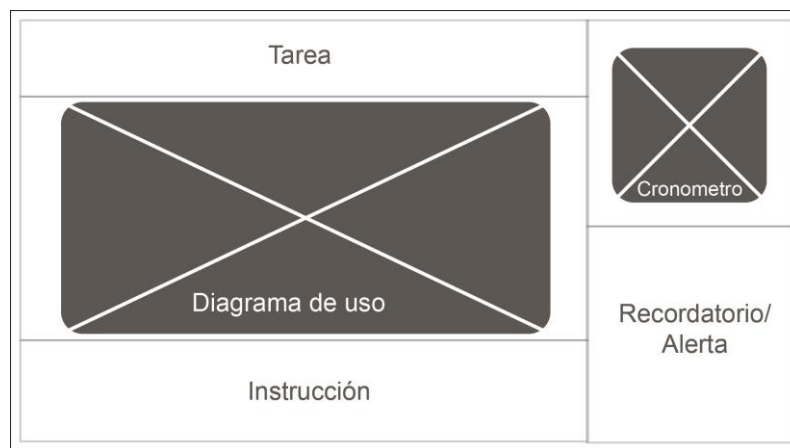 Tarea
Cronometro
Diagrama de uso
Recordatorio/
Alerta
Instrucción